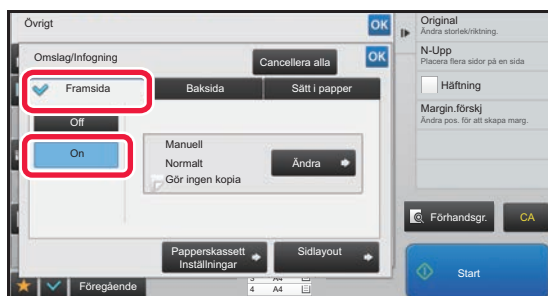 Övrigt
OK
Omslag/Infogning
Cancellera alla
OK
Framsida
Baksida
Sätt i papper
Off
On
Manuell
Normalt
Gör ingen kopia
Ändra
Papperskassett
Inställningar
Sidlayout
Föregående
3 A4
4 A4
Original
Ändra storlek/riktning.
N-Upp
Placera flera sidor på en sida
Häftning
Margin.förskj
Ändra pos. för att skapa marg.
Förhandsgr.
CA
Start